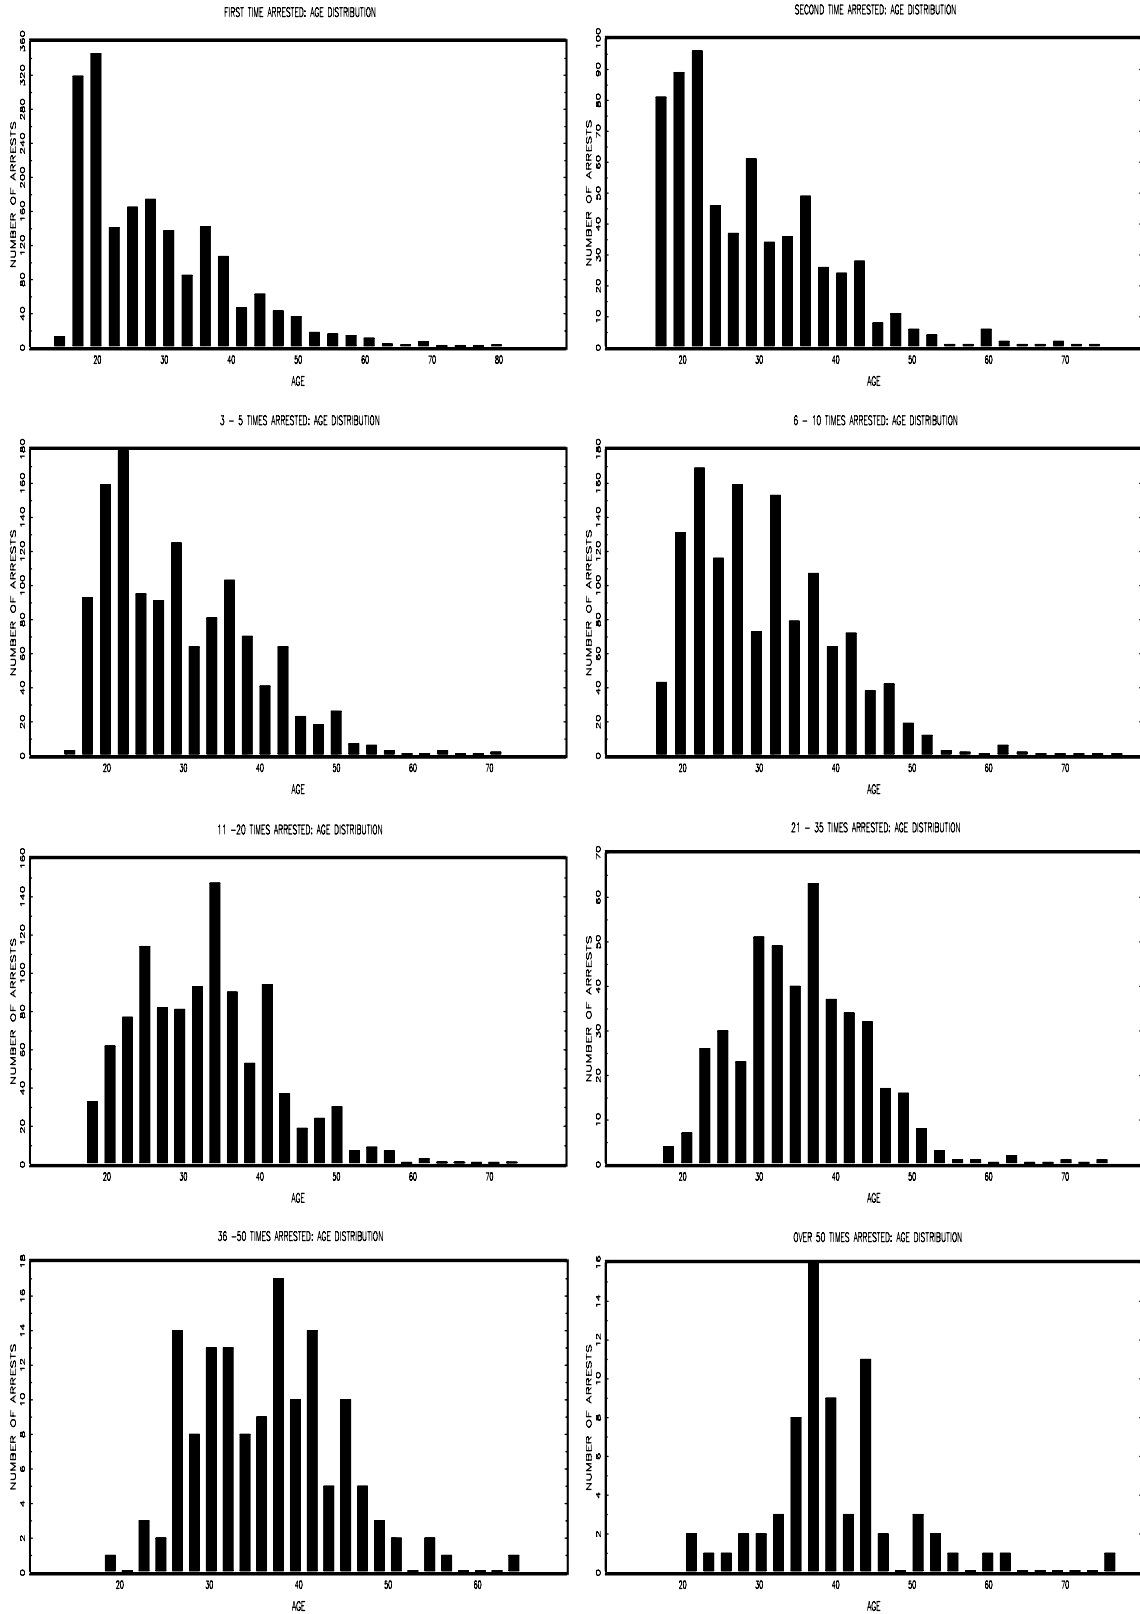 FIRST TIME ARRESTED: AGE DISTRIBUTION
NUMBER OF ARRESTS
0 40 80 120 160 200 240 280 320 360
20 30 40 50 60 70 80
AGE
SECOND TIME ARRESTED: AGE DISTRIBUTION
NUMBER OF ARRESTS
0 10 20 30 40 50 60 70 80 90 100
20 30 40 50 60 70
AGE
3 - 5 TIMES ARRESTED: AGE DISTRIBUTION
NUMBER OF ARRESTS
0 20 40 60 80 100 120 140 160 180
20 30 40 50 60 70
AGE
6 - 10 TIMES ARRESTED: AGE DISTRIBUTION
NUMBER OF ARRESTS
0 20 40 60 80 100 120 140 160 180
20 30 40 50 60 70
AGE
11 -20 TIMES ARRESTED: AGE DISTRIBUTION
NUMBER OF ARRESTS
0 20 40 60 80 100 120 140 160
20 30 40 50 60 70
AGE
21 - 35 TIMES ARRESTED: AGE DISTRIBUTION
NUMBER OF ARRESTS
0 10 20 30 40 50 60 70
20 30 40 50 60 70
AGE
36 -50 TIMES ARRESTED: AGE DISTRIBUTION
NUMBER OF ARRESTS
0 2 4 6 8 10 12 14 16 18
20 30 40 50 60
AGE
OVER 50 TIMES ARRESTED: AGE DISTRIBUTION
NUMBER OF ARRESTS
0 2 4 6 8 10 12 14 16
20 30 40 50 60 70
AGE